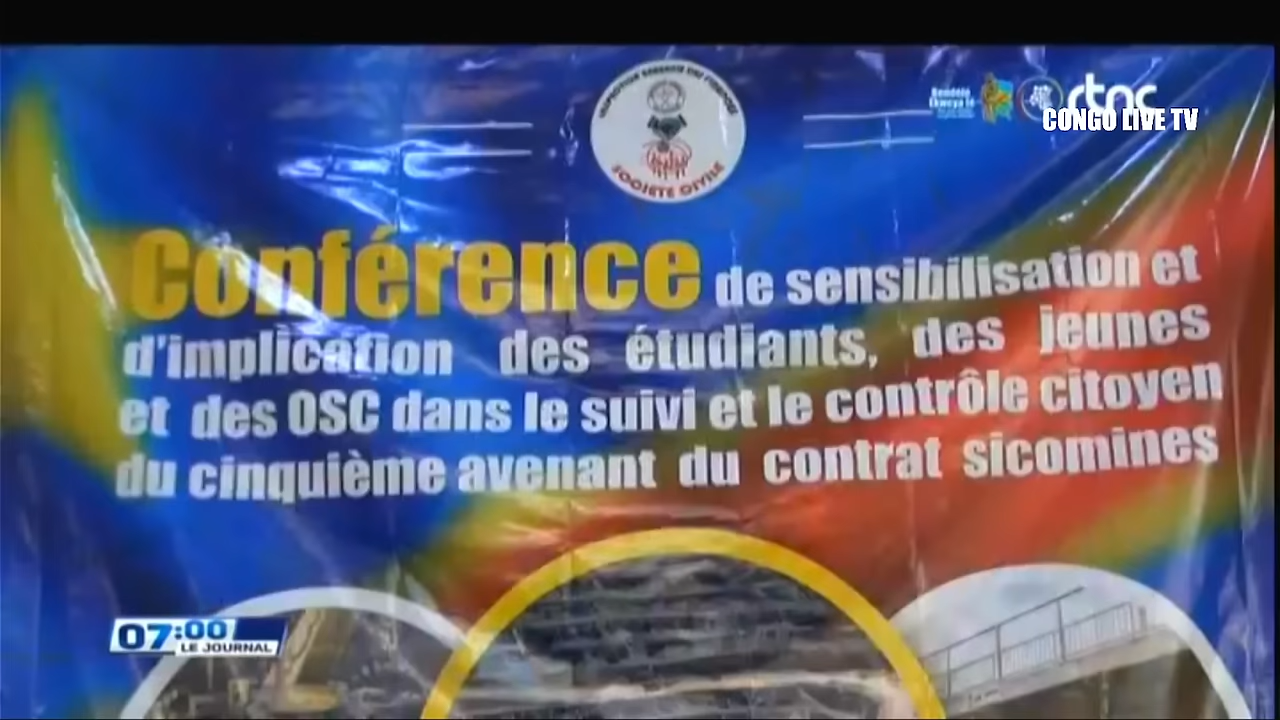 SOCIETE CIVILE
rtnc
CONGO LIVE TV
Conférence de sensibilisation et
d'implication des étudiants, des jeunes
et des OSC dans le suivi et le contrôle citoyen
du cinquième avenant du contrat sicomines
07:00
LE JOURNAL